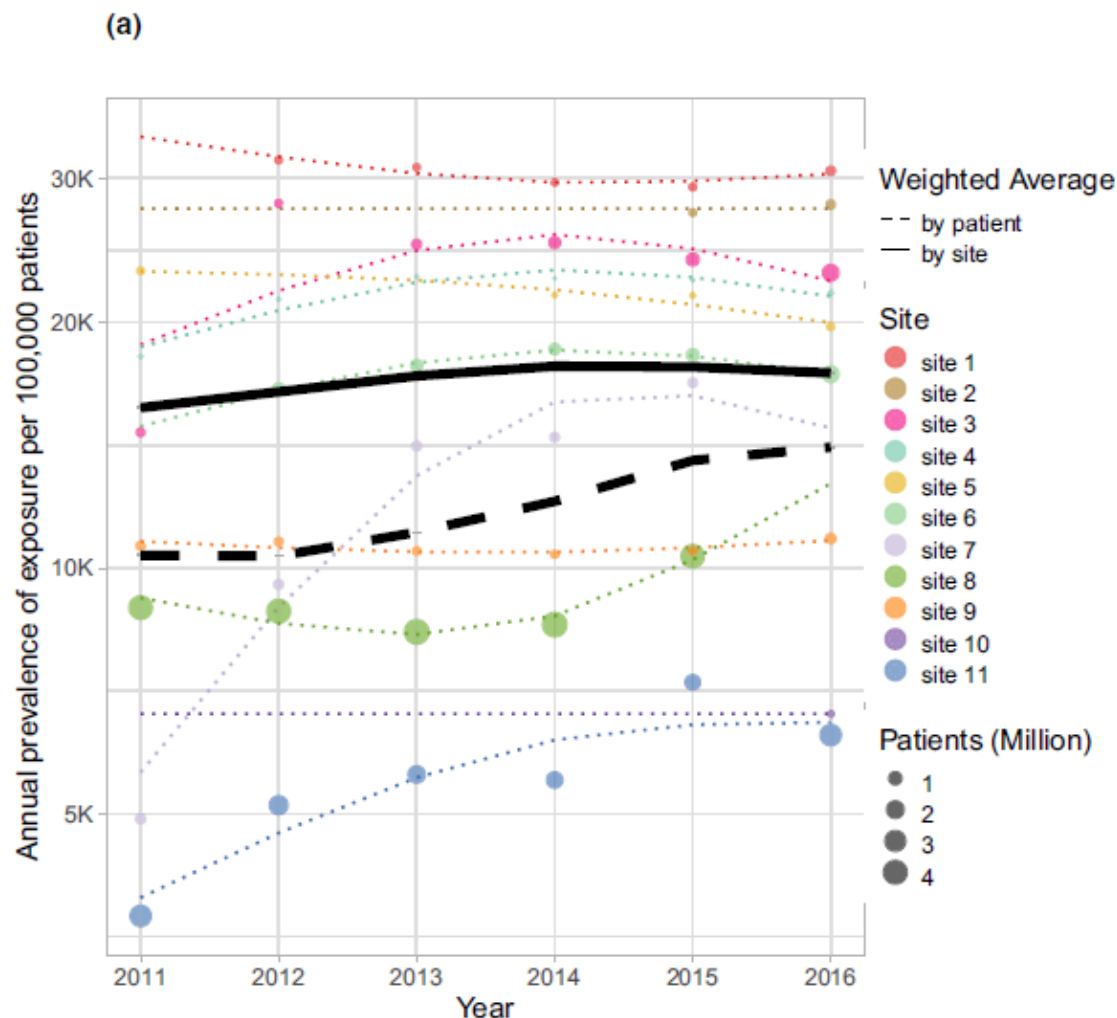 (a)
Annual prevalence of exposure per 100,000 patients
30K
20K
10K
5K
2011 2012 2013 2014 2015 2016
Year
Weighted Average
by patient
by site
Site
site 1
site 2
site 3
site 4
site 5
site 6
site 7
site 8
site 9
site 10
site 11
Patients (Million)
1
2
3
4